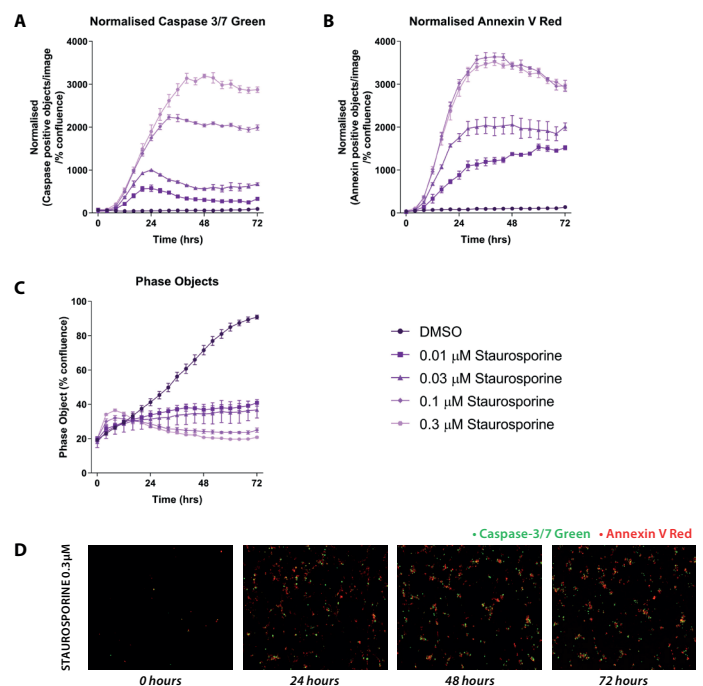 A
Normalised Caspase 3/7 Green
Normalised
(Caspase positive objects/image
/% confluence)
4000
3000
2000
1000
0
0
24
48
72
Time (hrs)
B
Normalised Annexin V Red
Normalised
(Annexin positive objects/image
/% confluence)
4000
3000
2000
1000
0
0
24
48
72
Time (hrs)
C
Phase Objects
Phase Object (% confluence)
100
80
60
40
20
0
0
24
48
72
Time (hrs)
DMSO
0.01 μM Staurosporine
0.03 μM Staurosporine
0.1 μM Staurosporine
0.3 μM Staurosporine
D
• Caspase-3/7 Green • Annexin V Red
STAUROSPORINE 0.3μM
0 hours
24 hours
48 hours
72 hours